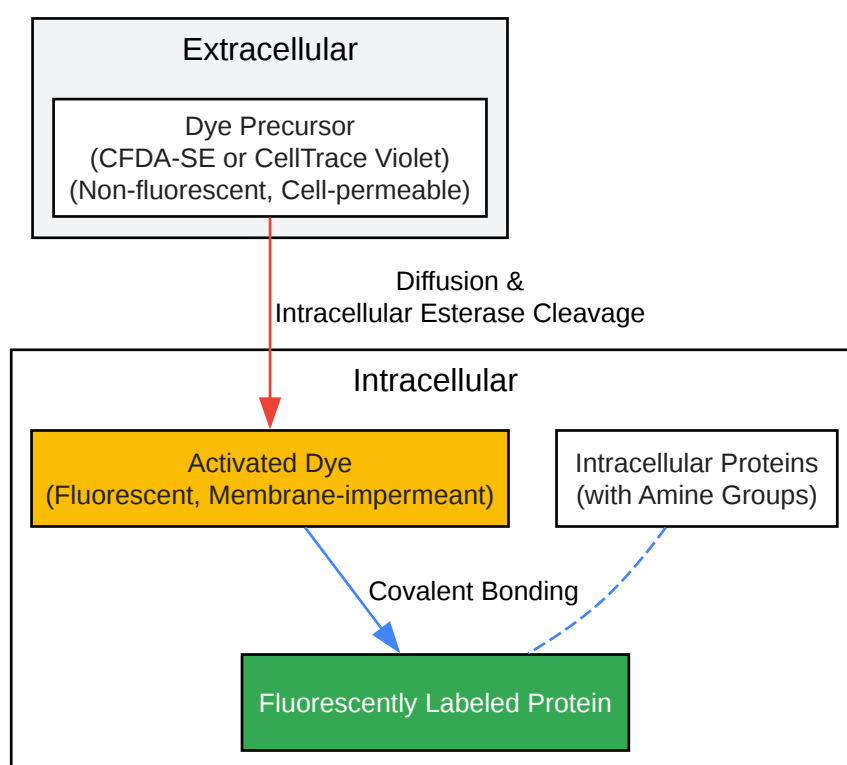 Extracellular
Dye Precursor
(CFDA-SE or CellTrace Violet)
(Non-fluorescent, Cell-permeable)
Diffusion &
Intracellular Esterase Cleavage
Intracellular
Activated Dye
(Fluorescent, Membrane-impermeant)
Intracellular Proteins
(with Amine Groups)
Covalent Bonding
Fluorescently Labeled Protein